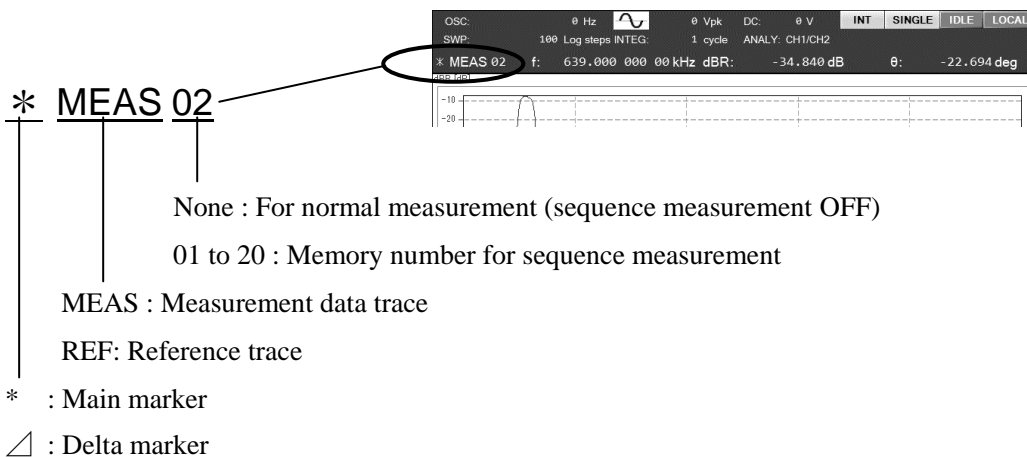 OSC: 0 Hz 0 Vpk DC: 0 V INT SINGLE IDLE LOCAL
SWP: 100 Log steps INTEG: 1 cycle ANALY: CH1/CH2
* MEAS 02 f: 639.000 000 00 kHz dBR: -34.840 dB θ: -22.694 deg
dBR [dB]
-10
-20
* MEAS 02
None : For normal measurement (sequence measurement OFF)
01 to 20 : Memory number for sequence measurement
MEAS : Measurement data trace
REF: Reference trace
* : Main marker
⊿ : Delta marker